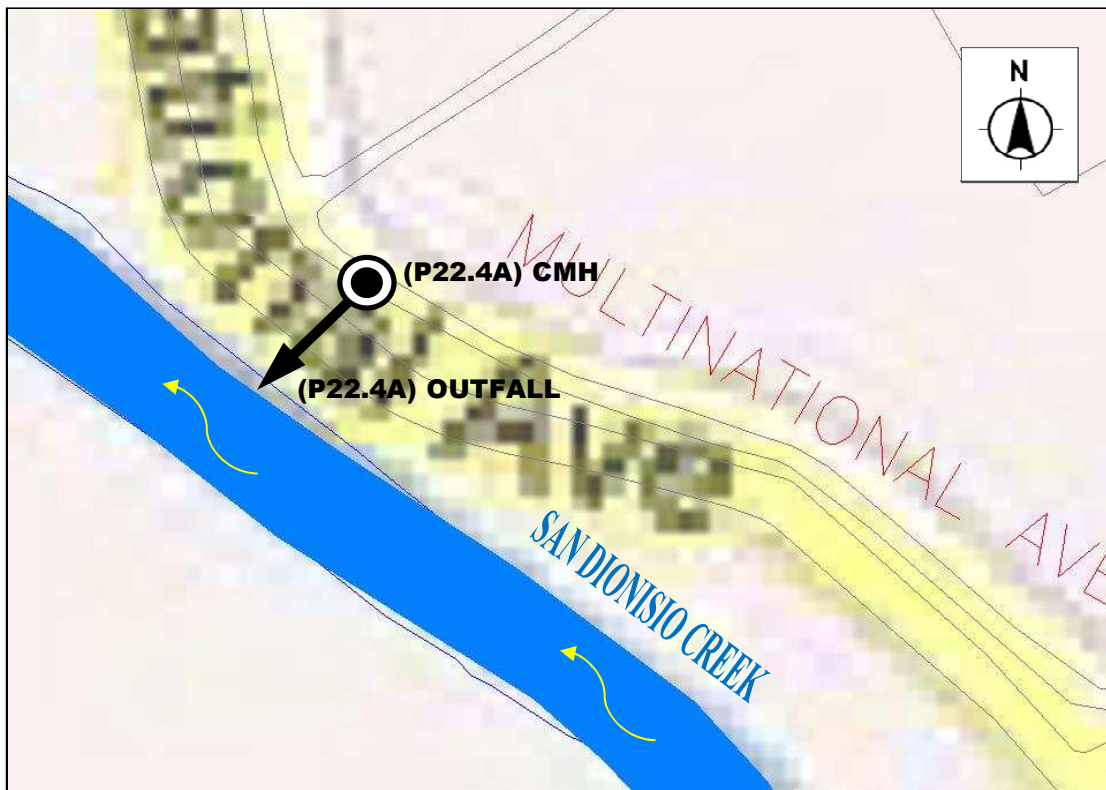 N
(P22.4A) CMH
(P22.4A) OUTFALL
MULTINATIONAL AVE
SAN DIONISIO CREEK